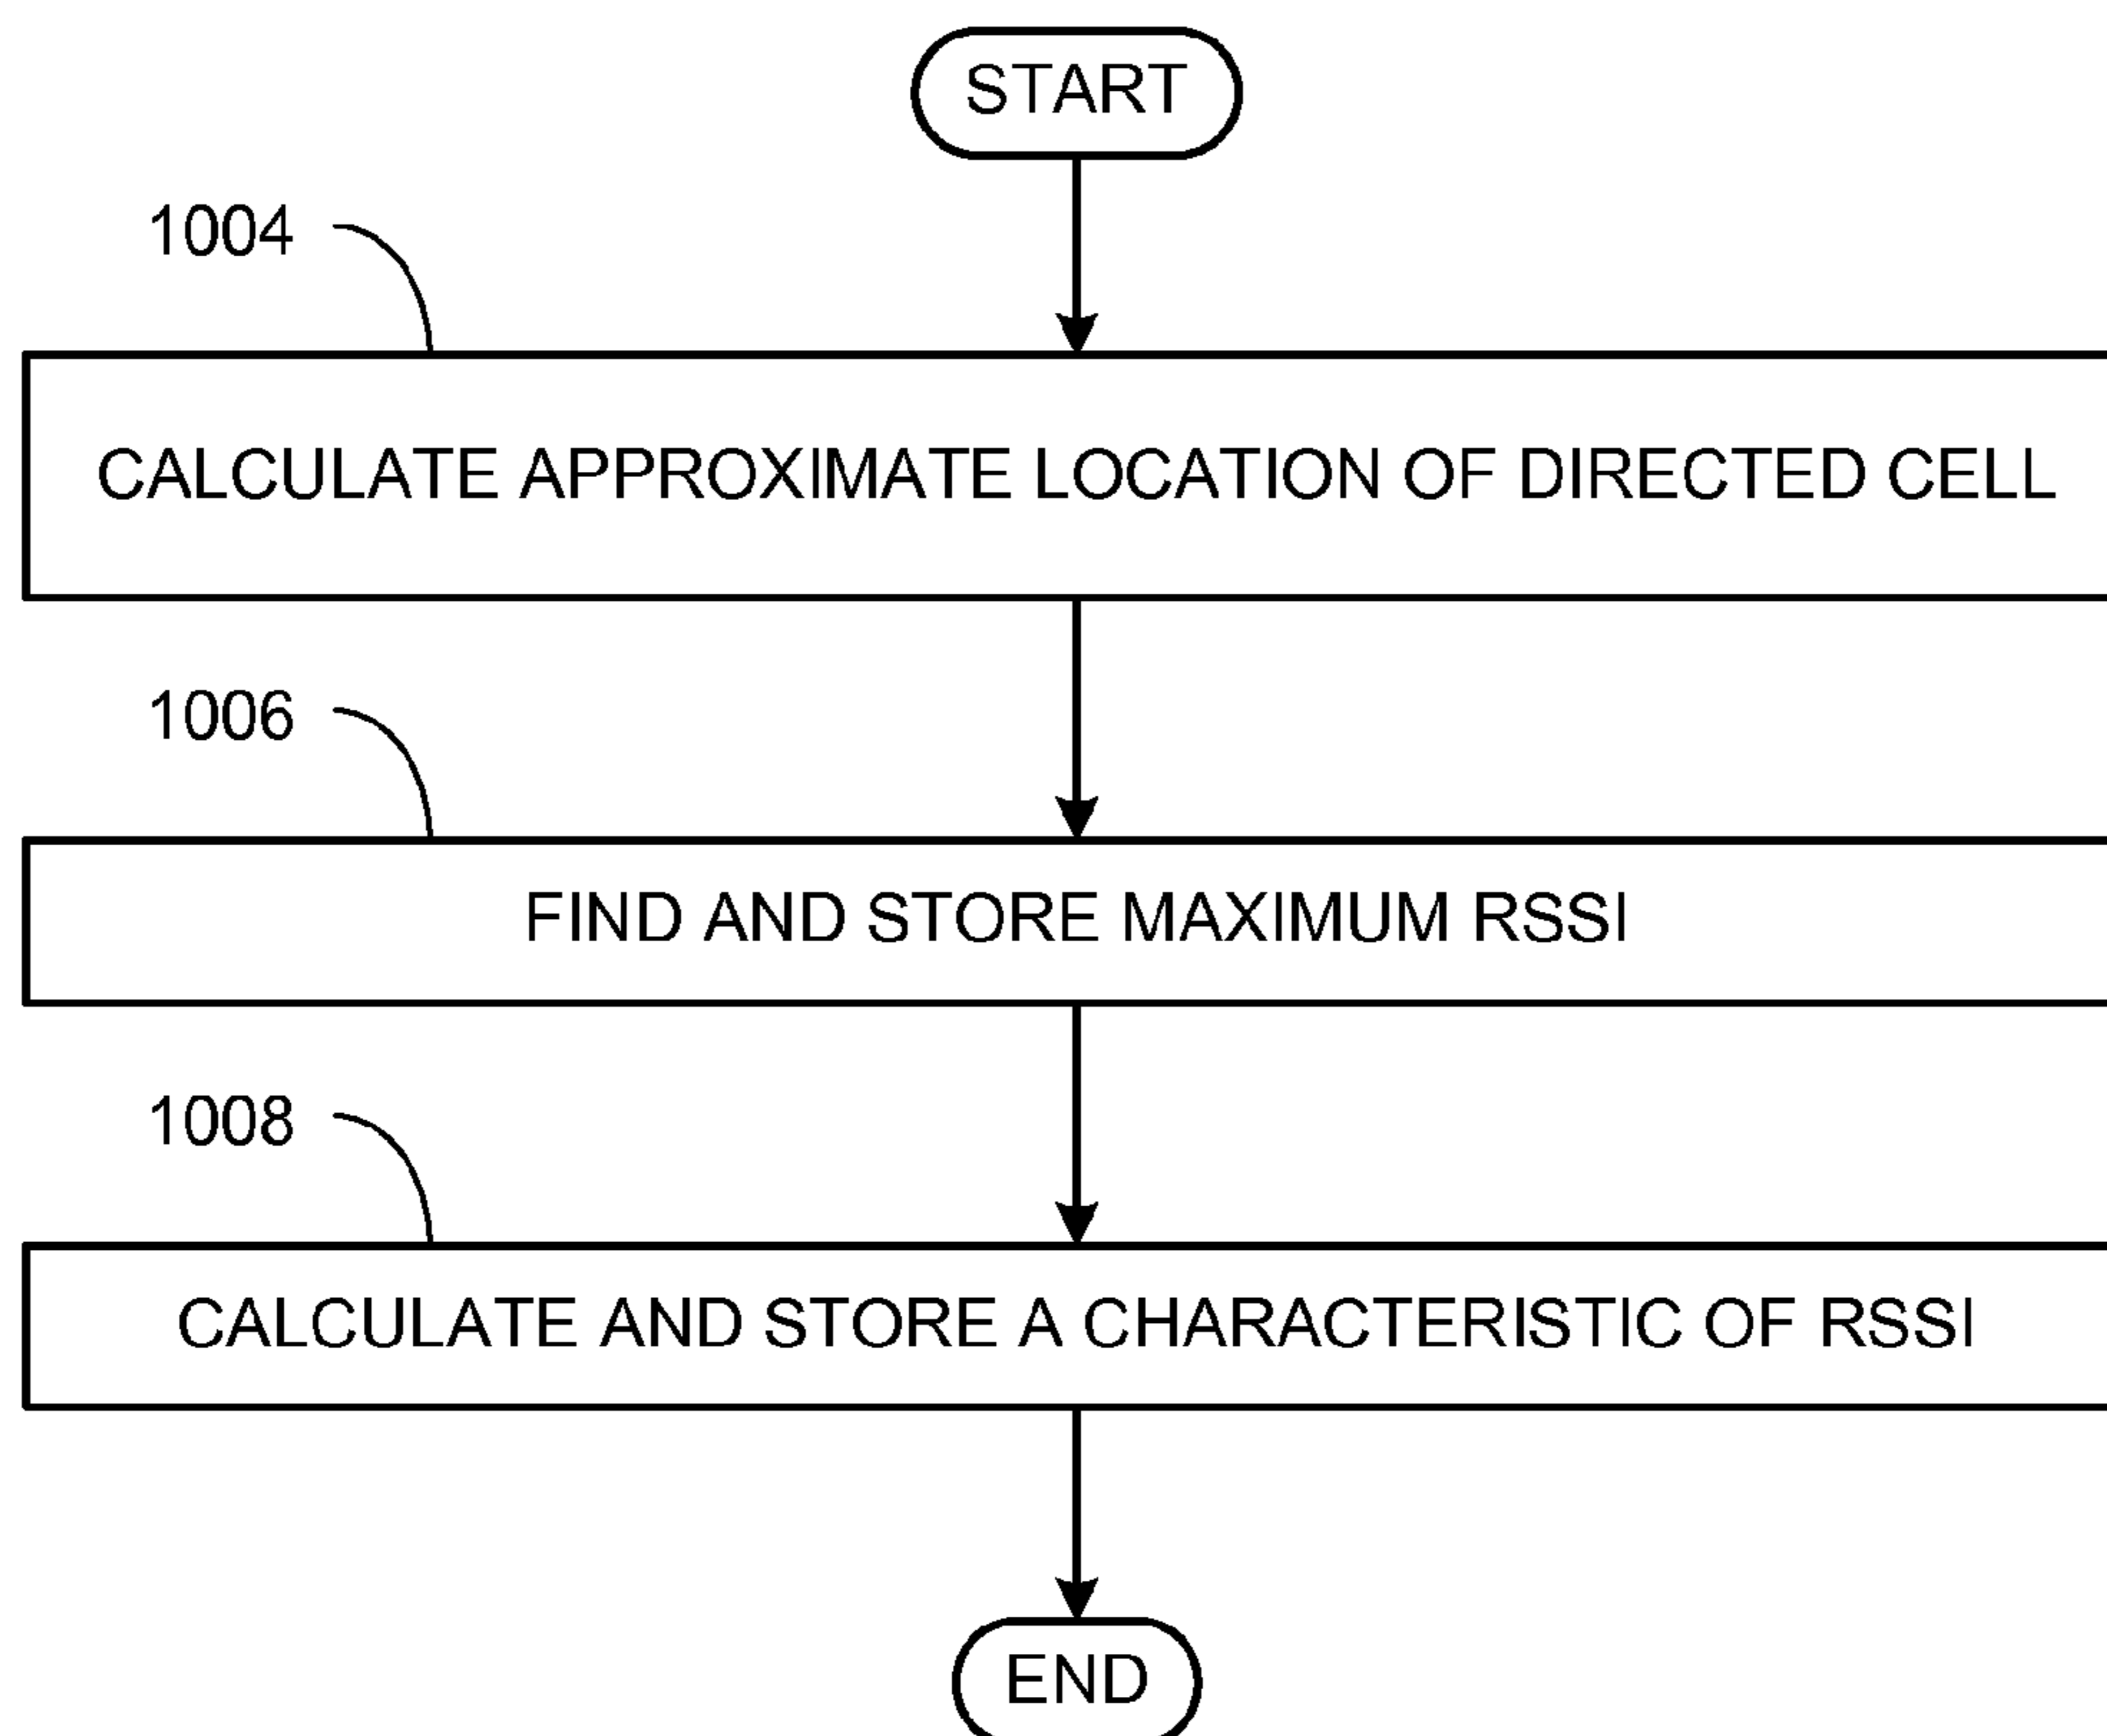 START
1004
CALCULATE APPROXIMATE LOCATION OF DIRECTED CELL
1006
FIND AND STORE MAXIMUM RSSI
1008
CALCULATE AND STORE A CHARACTERISTIC OF RSSI
END